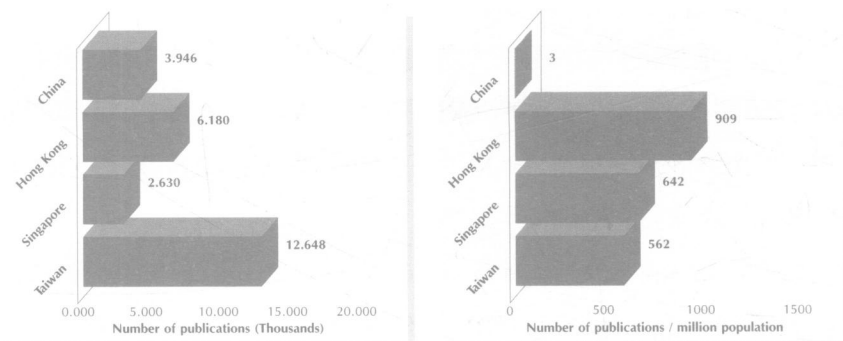 China
3.946
Hong Kong
6.180
Singapore
2.630
Taiwan
12.648
0.000 5.000 10.000 15.000 20.000
Number of publications (Thousands)
China
3
Hong Kong
909
Singapore
642
Taiwan
562
0 500 1000 1500
Number of publications / million population